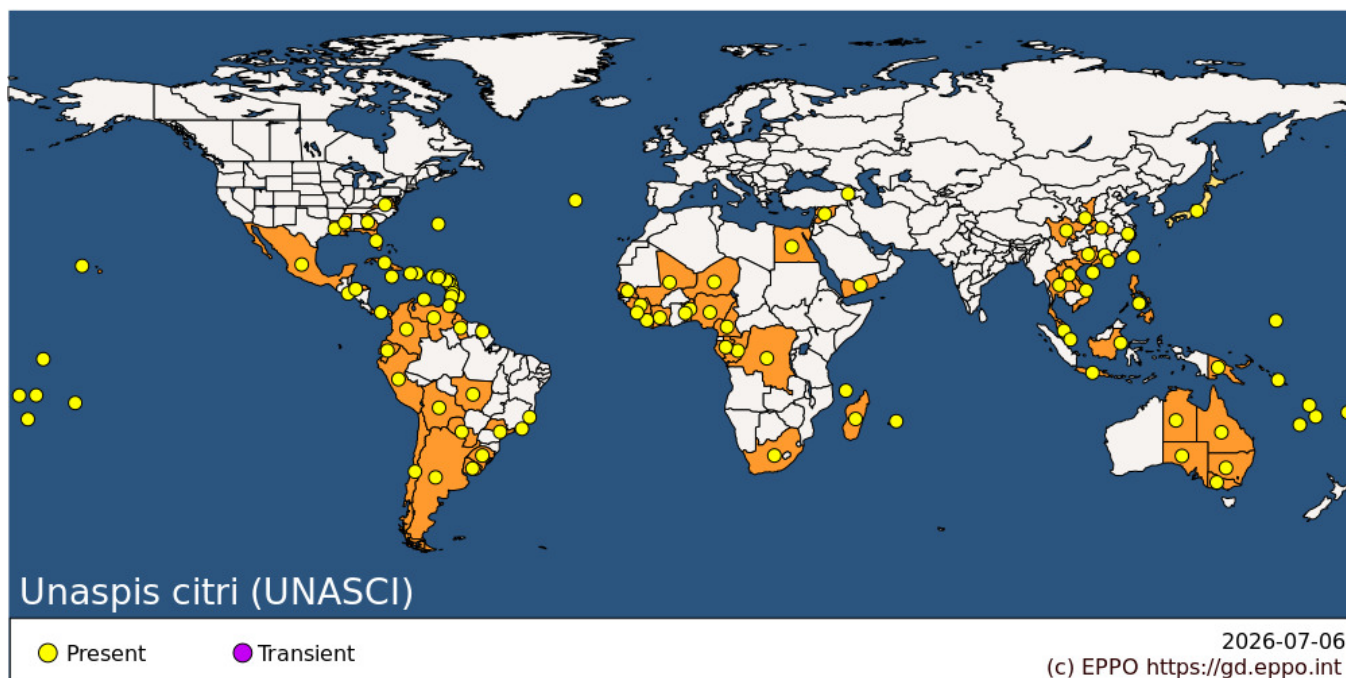 Unaspis citri (UNASCI)
Present
Transient
2026-07-06
(c) EPPO https://gd.eppo.int